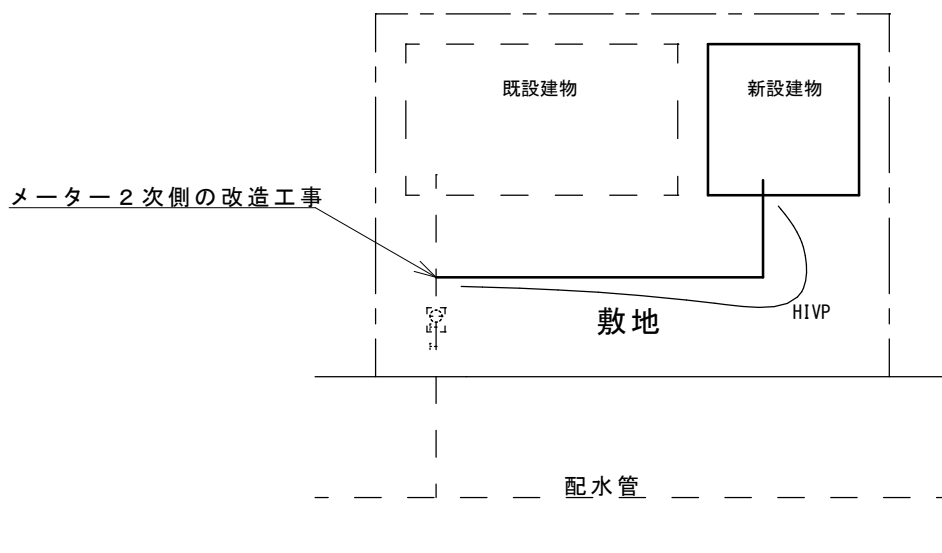 既設建物
新設建物
メーター２次側の改造工事
敷地
HIVP
配水管